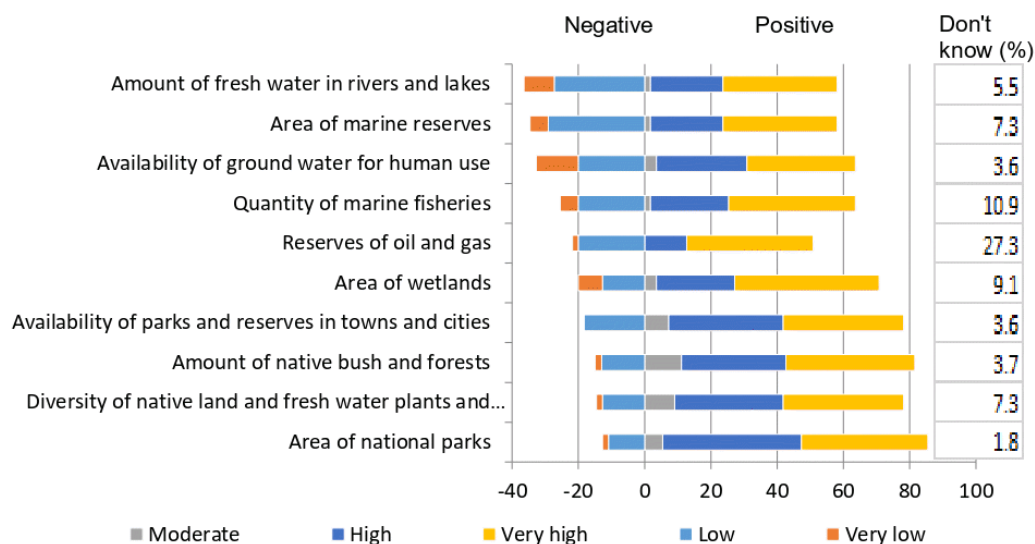 Negative Positive Don't
know (%)
Amount of fresh water in rivers and lakes 5.5
Area of marine reserves 7.3
Availability of ground water for human use 3.6
Quantity of marine fisheries 10.9
Reserves of oil and gas 27.3
Area of wetlands 9.1
Availability of parks and reserves in towns and cities 3.6
Amount of native bush and forests 3.7
Diversity of native land and fresh water plants and... 7.3
Area of national parks 1.8
-40 -20 0 20 40 60 80 100
Moderate High Very high Low Very low